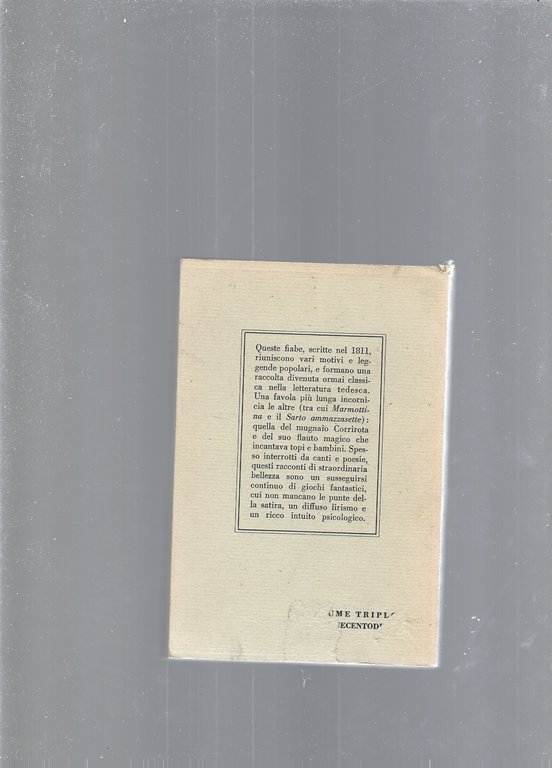 Queste fiabe, scritte nel 1811,
riuniscono vari motivi e leg-
gende popolari, e formano una
raccolta divenuta ormai classi-
ca nella letteratura tedesca.
Una favola più lunga incorni-
cia le altre (tra cui Marmotti-
na e il Sarto ammazzasette):
quella del mugnaio Corrirota
e del suo flauto magico che
incantava topi e bambini. Spes-
so interrotti da canti e poesie,
questi racconti di straordinaria
bellezza sono un susseguirsi
continuo di giochi fantastici,
cui non mancano le punte del-
la satira, un diffuso lirismo e
un ricco intuito psicologico.
UME TRIPLO